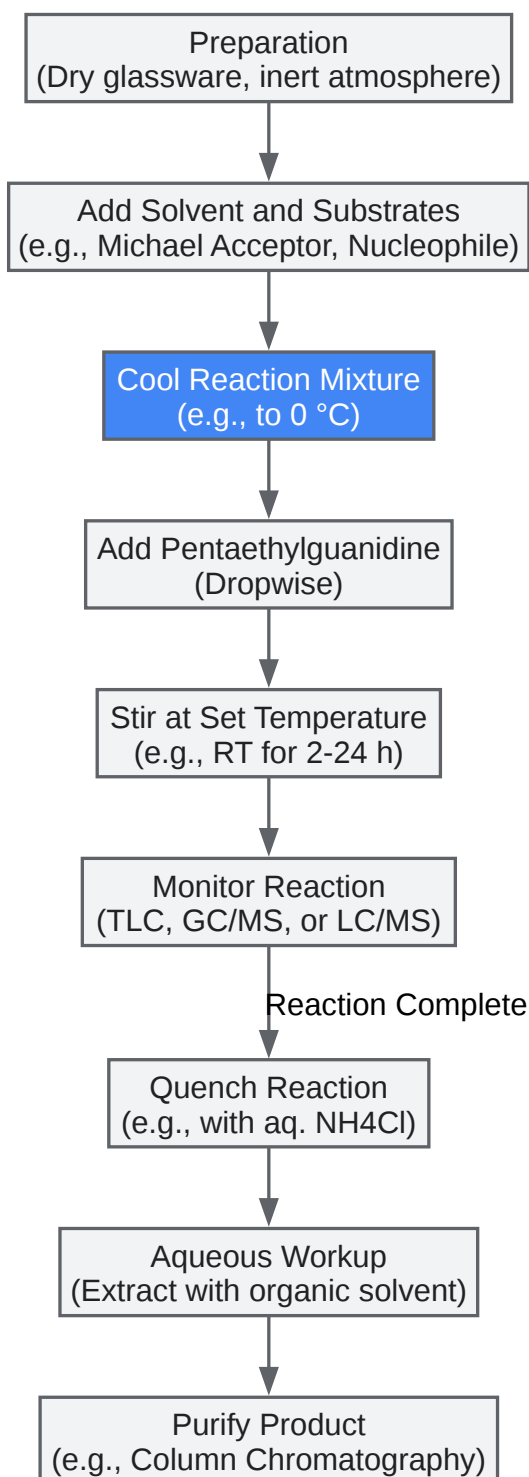 Preparation
(Dry glassware, inert atmosphere)
Add Solvent and Substrates
(e.g., Michael Acceptor, Nucleophile)
Cool Reaction Mixture
(e.g., to 0 °C)
Add Pentaethylguanidine
(Dropwise)
Stir at Set Temperature
(e.g., RT for 2-24 h)
Monitor Reaction
(TLC, GC/MS, or LC/MS)
Reaction Complete
Quench Reaction
(e.g., with aq. NH4Cl)
Aqueous Workup
(Extract with organic solvent)
Purify Product
(e.g., Column Chromatography)